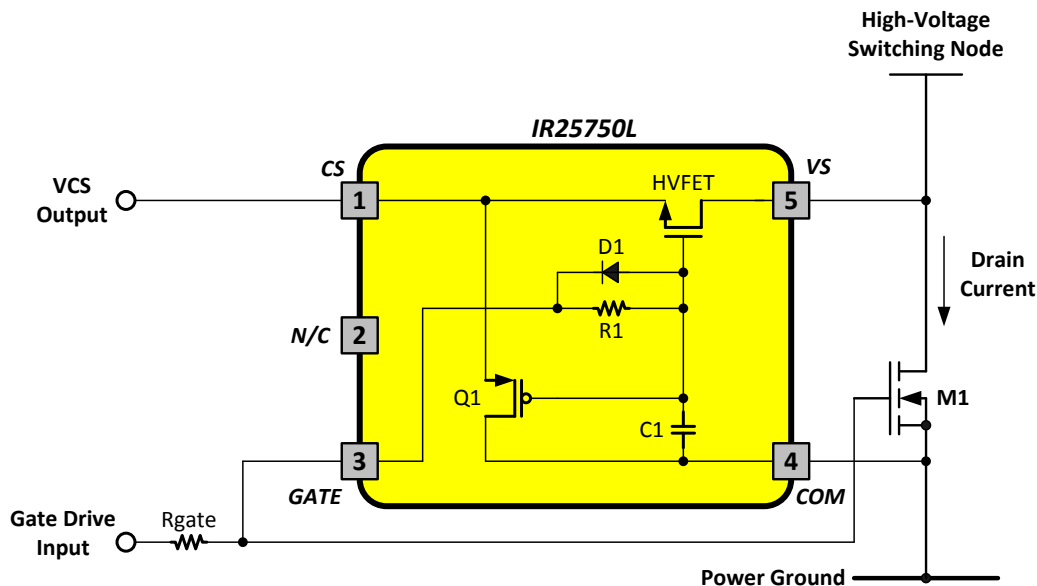 High-Voltage
Switching Node
IR25750L
CS
VS
HVFET
VCS
Output
1
5
D1
Drain
Current
R1
N/C
2
Q1
M1
C1
3
4
GATE
COM
Gate Drive
Input
Rgate
Power Ground